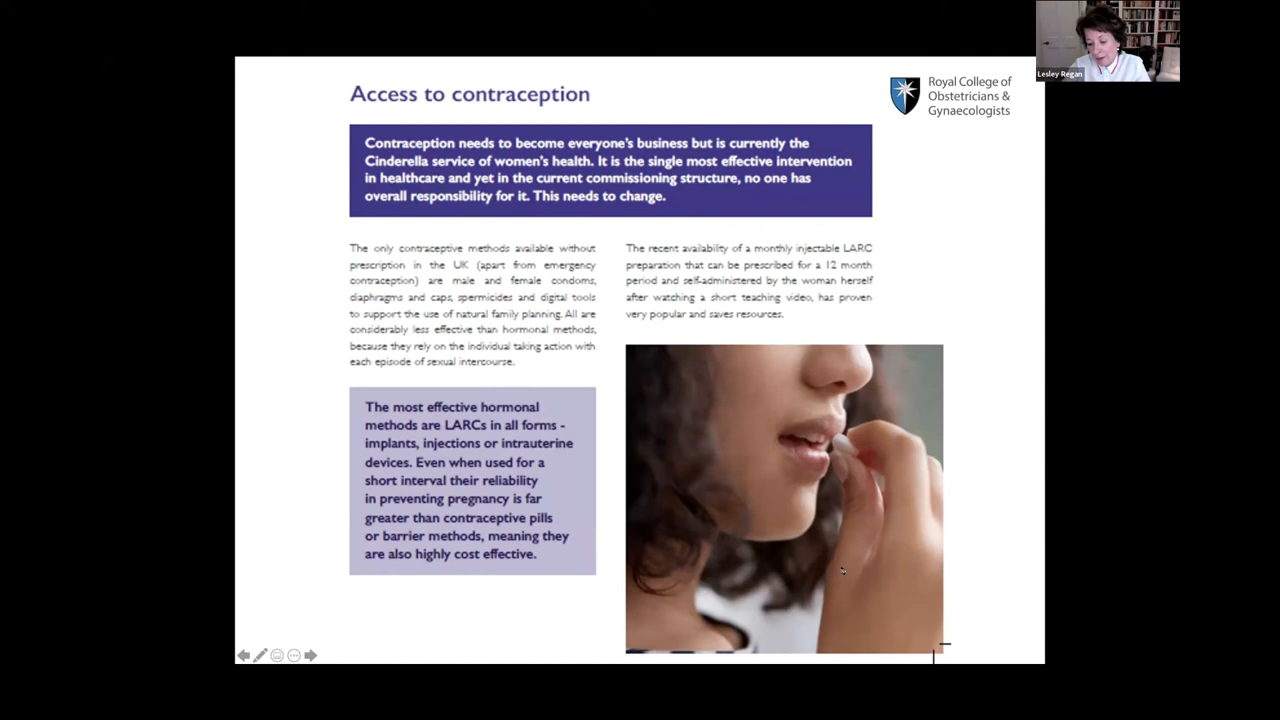 Lesley Regan
Access to contraception
Royal College of
Obstetricians &
Gynaecologists
Contraception needs to become everyone's business but is currently the
Cinderella service of women's health. It is the single most effective intervention
in healthcare and yet in the current commissioning structure, no one has
overall responsibility for it. This needs to change.
The only contraceptive methods available without
prescription in the UK (apart from emergency
contraception) are male and female condoms,
diaphragms and caps, spermicides and digital tools
to support the use of natural family planning. All are
considerably less effective than hormonal methods,
because they rely on the individual taking action with
each episode of sexual intercourse.
The most effective hormonal
methods are LARCs in all forms -
implants, injections or intrauterine
devices. Even when used for a
short interval their reliability
in preventing pregnancy is far
greater than contraceptive pills
or barrier methods, meaning they
are also highly cost effective.
The recent availability of a monthly injectable LARC
preparation that can be prescribed for a 12 month
period and self-administered by the woman herself
after watching a short teaching video, has proven
very popular and saves resources.